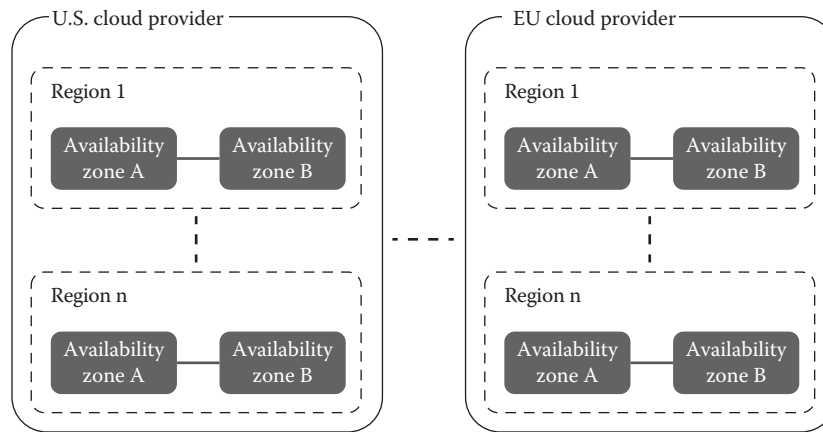 U.S. cloud provider
Region 1
Availability
zone A
Availability
zone B
Region n
Availability
zone A
Availability
zone B
EU cloud provider
Region 1
Availability
zone A
Availability
zone B
Region n
Availability
zone A
Availability
zone B